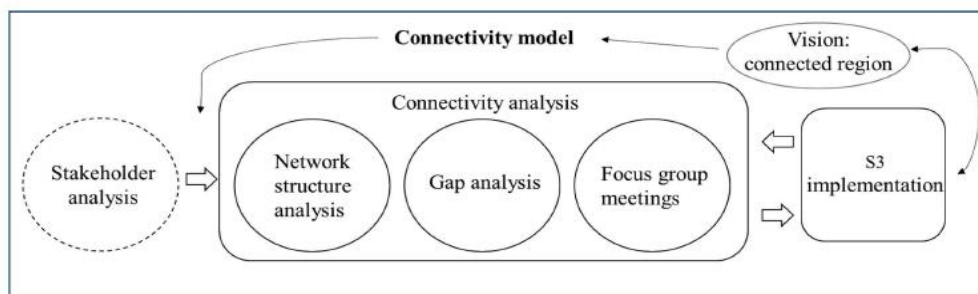 Connectivity model
Vision:
connected region
Connectivity analysis
Stakeholder
analysis
Network
structure
analysis
Gap analysis
Focus group
meetings
S3
implementation